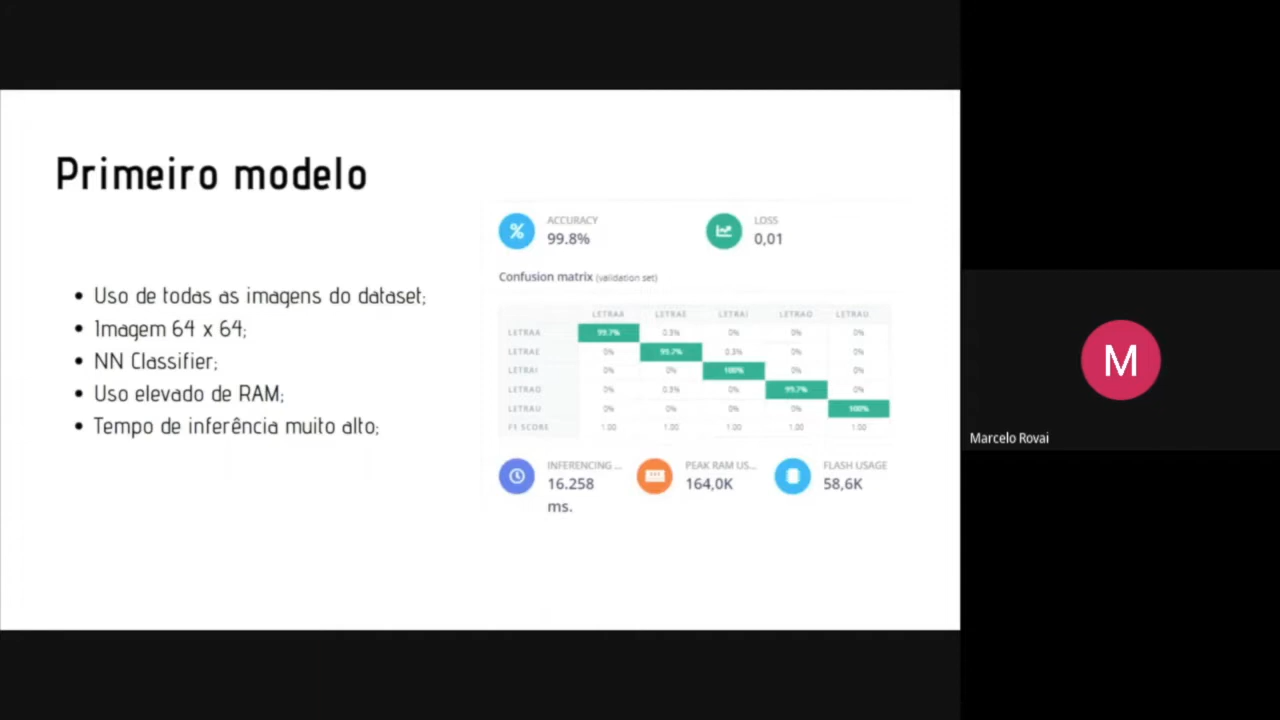 Primeiro modelo
Uso de todas as imagens do dataset;
Imagem 64 x 64;
NN Classifier;
Uso elevado de RAM;
Tempo de inferência muito alto;
ACCURACY
99.8%
LOSS
0,01
Confusion matrix (validation set)
LETRAA LETRAE LETRAI LETRAO LETRAU
LETRAA 99.7% 0.3% 0% 0% 0%
LETRAE 0% 99.7% 0.3% 0% 0%
LETRAI 0% 0% 100% 0% 0%
LETRAO 0% 0.3% 0% 99.7% 0%
LETRAU 0% 0% 0% 0% 100%
F1 SCORE 1.00 1.00 1.00 1.00 1.00
INFERENCING ...
16.258
ms.
PEAK RAM US...
164,0K
FLASH USAGE
58,6K
M
Marcelo Rovai